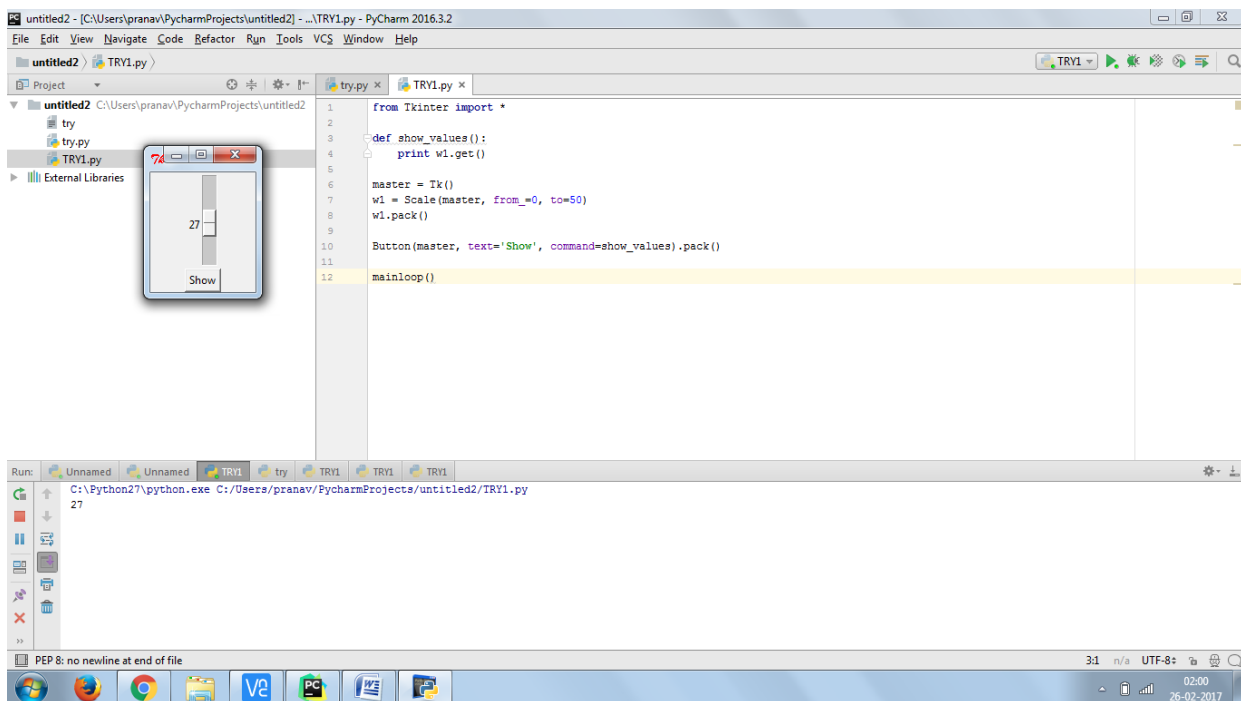 untitled2 - [C:\Users\pranav\PycharmProjects\untitled2] - ...\TRY1.py - PyCharm 2016.3.2
File Edit View Navigate Code Refactor Run Tools VCS Window Help
untitled2 TRY1.py TRY1
Project try.py TRY1.py
untitled2 C:\Users\pranav\PycharmProjects\untitled2
try
try.py
TRY1.py
External Libraries
27
Show
1 from Tkinter import *
2
3 def show_values():
4     print w1.get()
5
6 master = Tk()
7 w1 = Scale(master, from_=0, to=50)
8 w1.pack()
9
10 Button(master, text='Show', command=show_values).pack()
11
12 mainloop()
Run: Unnamed Unnamed TRY1 try TRY1 TRY1 TRY1
C:\Python27\python.exe C:/Users/pranav/PycharmProjects/untitled2/TRY1.py
27
PEP 8: no newline at end of file 3:1 n/a UTF-8
PC
02:00
26-02-2017